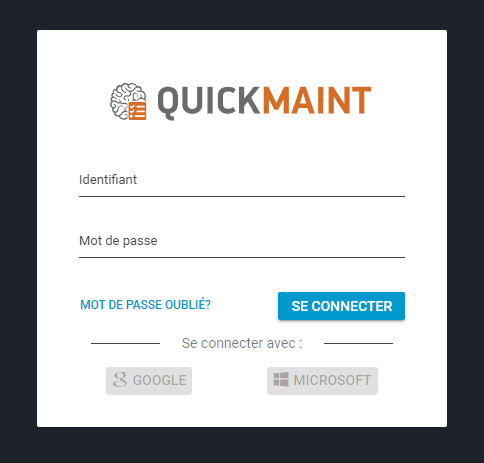 QUICKMAINT
Identifiant
Mot de passe
MOT DE PASSE OUBLIÉ?
SE CONNECTER
Se connecter avec :
GOOGLE
MICROSOFT